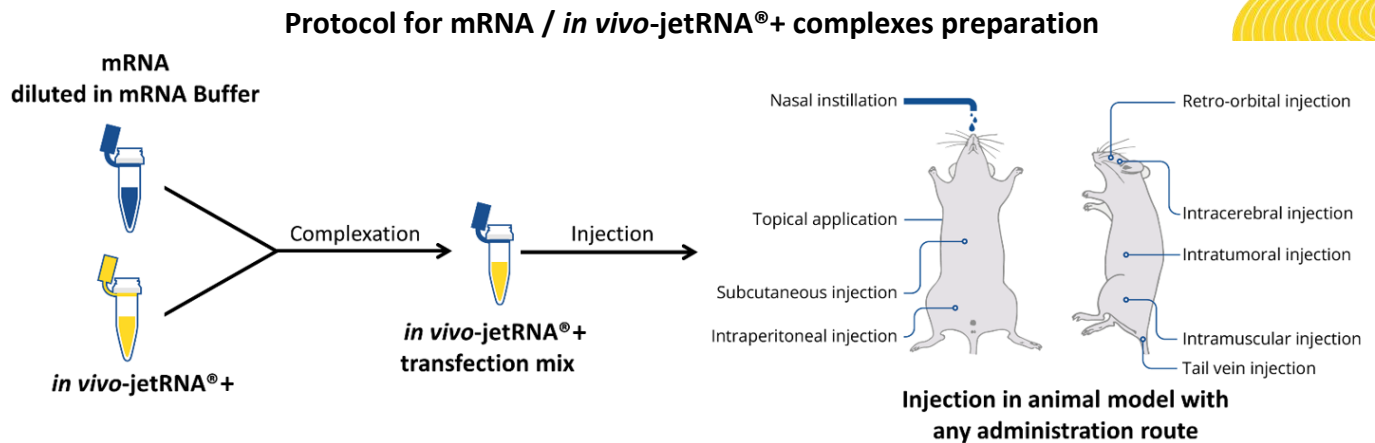 Protocol for mRNA / in vivo-jetRNA®+ complexes preparation
mRNA
diluted in mRNA Buffer
in vivo-jetRNA®+
Complexation
in vivo-jetRNA®+
transfection mix
Injection
Nasal instillation
Topical application
Subcutaneous injection
Intraperitoneal injection
Retro-orbital injection
Intracerebral injection
Intratumoral injection
Intramuscular injection
Tail vein injection
Injection in animal model with
any administration route